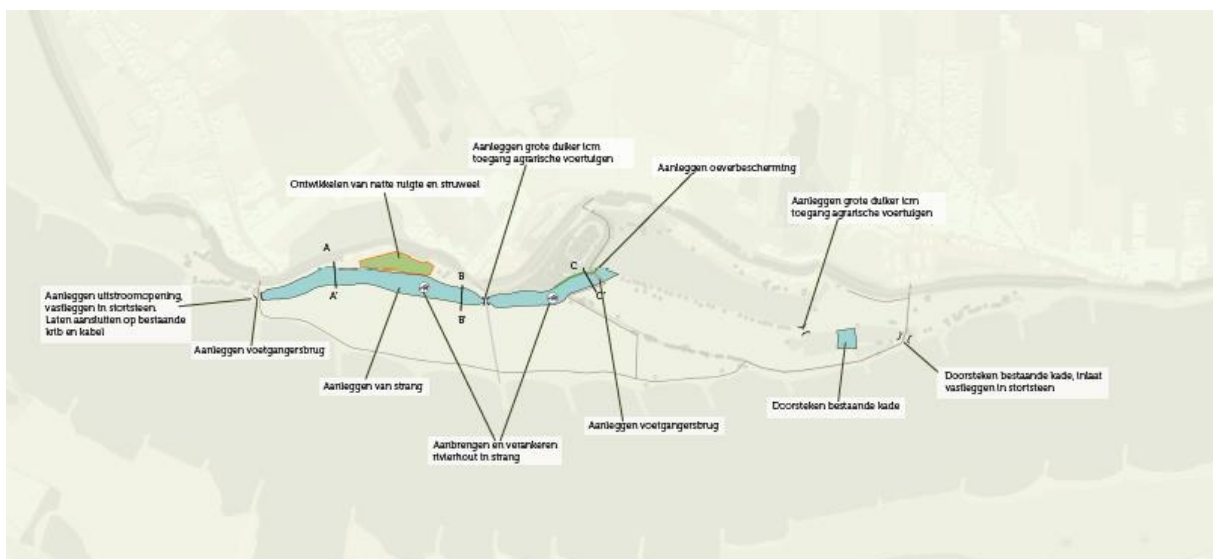 Aanleggen grote duiker icm
toegang agrarische voertuigen
Aanleggen oeverbescherming
Ontwikkelen van natte ruigte en struweel
Aanleggen grote duiker icm
toegang agrarische voertuigen
A
B
C
A'
B'
C'
Aanleggen uitstroomopening,
vastleggen in stortsteen.
Laten aansluiten op bestaande
krib en kabel
Aanleggen voetgangersbrug
Aanleggen van strang
Doorsteken bestaande kade, inlaat
vastleggen in stortsteen
Doorsteken bestaande kade
Aanleggen voetgangersbrug
Aanbrengen en verankeren
rivierhout in strang